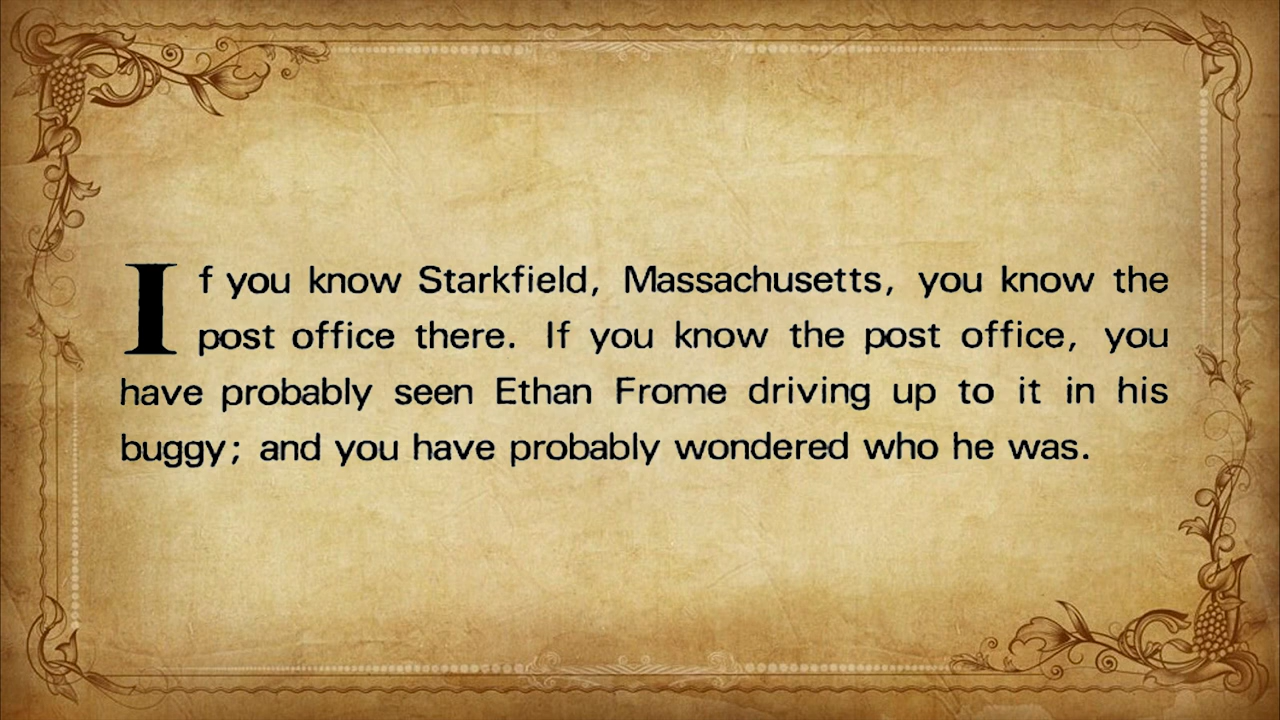 If you know Starkfield, Massachusetts, you know the
post office there. If you know the post office, you
have probably seen Ethan Frome driving up to it in his
buggy; and you have probably wondered who he was.